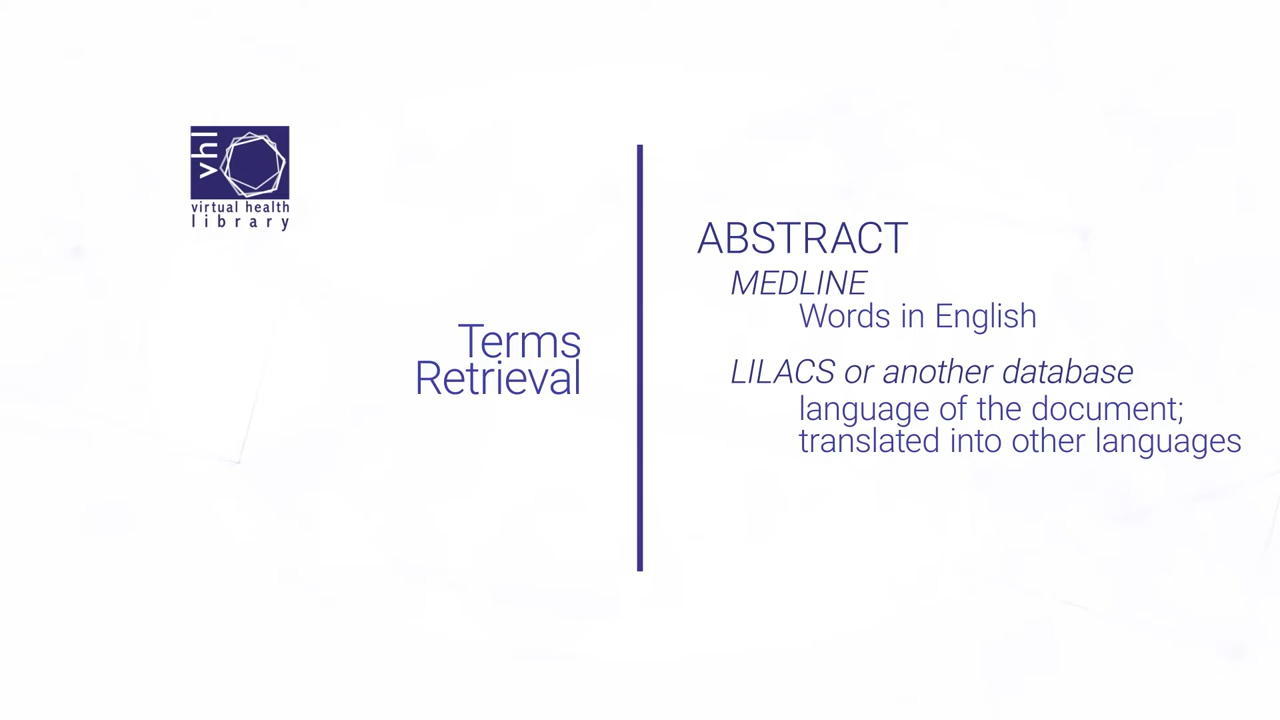 vhl
virtual health
library
Terms
Retrieval
ABSTRACT
MEDLINE
Words in English
LILACS or another database
language of the document;
translated into other languages